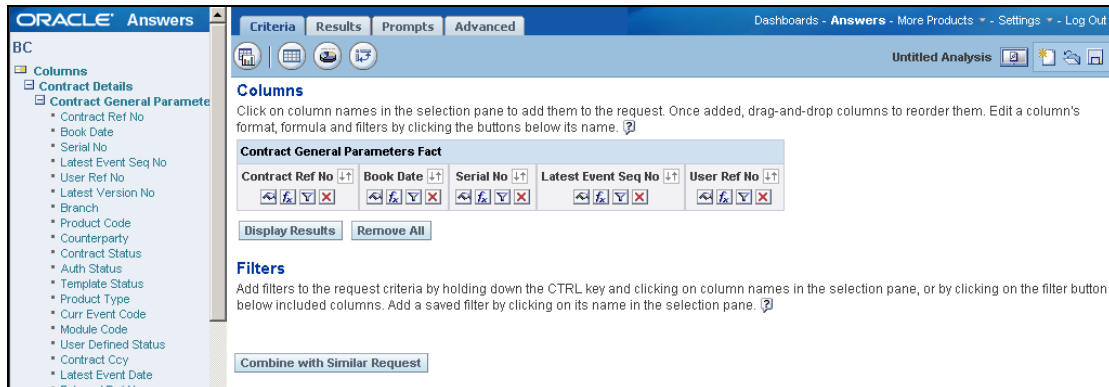 ORACLE Answers
BC
Columns
Contract Details
Contract General Paramete
Contract Ref No
Book Date
Serial No
Latest Event Seq No
User Ref No
Latest Version No
Branch
Product Code
Counterparty
Contract Status
Auth Status
Template Status
Product Type
Curr Event Code
Module Code
User Defined Status
Contract Ccy
Latest Event Date
Criteria Results Prompts Advanced
Dashboards - Answers - More Products - Settings - Log Out
Untitled Analysis
Columns
Click on column names in the selection pane to add them to the request. Once added, drag-and-drop columns to reorder them. Edit a column's
format, formula and filters by clicking the buttons below its name.
Contract General Parameters Fact
Contract Ref No Book Date Serial No Latest Event Seq No User Ref No
Display Results Remove All
Filters
Add filters to the request criteria by holding down the CTRL key and clicking on column names in the selection pane, or by clicking on the filter button
below included columns. Add a saved filter by clicking on its name in the selection pane.
Combine with Similar Request